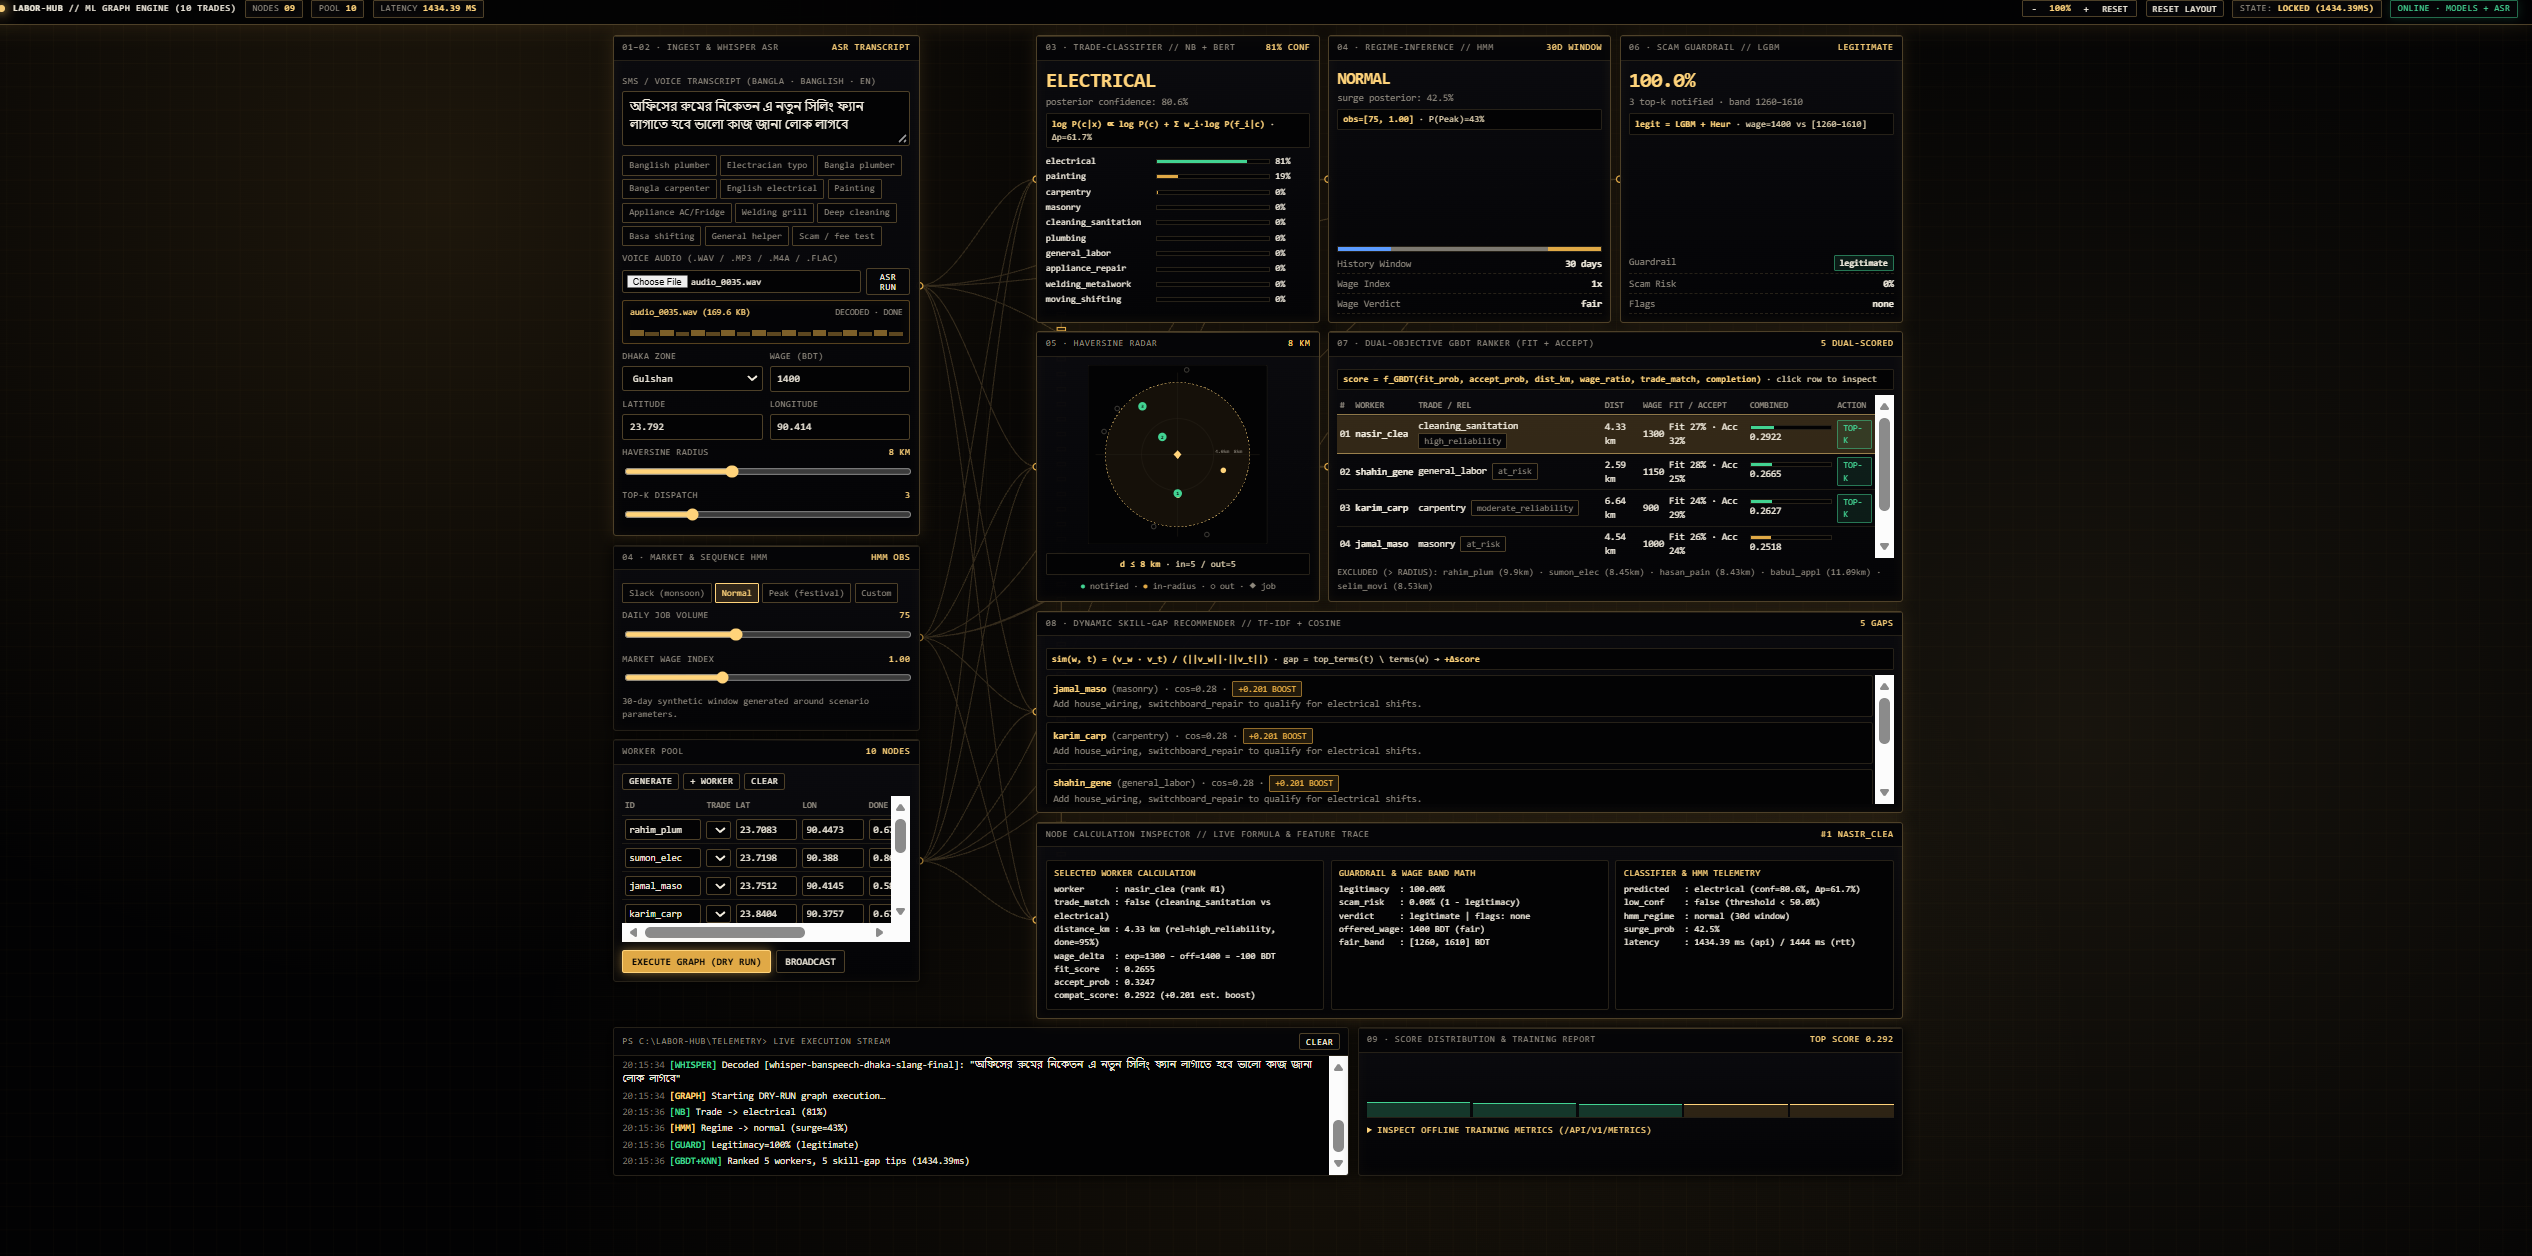 LABOR-HUB // ML GRAPH ENGINE (10 TRADES) NODES 09 POOL 10 LATENCY 1434.39 MS
- 100% + RESET RESET LAYOUT STATE: LOCKED (1434.39MS) ONLINE · MODELS + ASR
01-02 · INGEST & WHISPER ASR ASR TRANSCRIPT
SMS / VOICE TRANSCRIPT (BANGLA · BANGLISH · EN)
অফিসের রুমের নিকেতন এ নতুন সিলিং ফ্যান
লাগাতে হবে ভালো কাজ জানা লোক লাগবে
Banglish plumber Electracian typo Bangla plumber
Bangla carpenter English electrical Painting
Appliance AC/Fridge Welding grill Deep cleaning
Basa shifting General helper Scam / fee test
VOICE AUDIO (.WAV / .MP3 / .M4A / .FLAC)
Choose File audio_0035.wav ASR RUN
audio_0035.wav (169.6 KB) DECODED · DONE
DHAKA ZONE WAGE (BDT)
Gulshan 1400
LATITUDE LONGITUDE
23.792 90.414
HAVERSINE RADIUS 8 KM
TOP-K DISPATCH 3
04 · MARKET & SEQUENCE HMM HMM OBS
Slack (monsoon) Normal Peak (festival) Custom
DAILY JOB VOLUME 75
MARKET WAGE INDEX 1.00
30-day synthetic window generated around scenario
parameters.
WORKER POOL 10 NODES
GENERATE + WORKER CLEAR
ID TRADE LAT LON DONE
rahim_plum 23.7083 90.4473 0.67
sumon_elec 23.7198 90.388
jamal_maso 23.7512 90.4145
karim_carp 23.8404 90.3757 0.67
EXECUTE GRAPH (DRY RUN) BROADCAST
03 · TRADE-CLASSIFIER // NB + BERT 81% CONF
ELECTRICAL
posterior confidence: 80.6%
log P(c|x) ∝ log P(c) + Σ w_i·log P(f_i|c) ·
Δp=61.7%
electrical 81%
painting 19%
carpentry 0%
masonry 0%
cleaning_sanitation 0%
plumbing 0%
general_labor 0%
appliance_repair 0%
welding_metalwork 0%
moving_shifting 0%
04 · REGIME-INFERENCE // HMM 30D WINDOW
NORMAL
surge posterior: 42.5%
obs=[75, 1.00] · P(Peak)=43%
History Window 30 days
Wage Index 1x
Wage Verdict fair
06 · SCAM GUARDRAIL // LGBM LEGITIMATE
100.0%
3 top-k notified · band 1260-1610
legit = LGBM + Heur · wage=1400 vs [1260-1610]
Guardrail legitimate
Scam Risk 0%
Flags none
05 · HAVERSINE RADAR 8 KM
d ≤ 8 km · in=5 / out=5
● notified · ● in-radius · ○ out · ◆ job
07 · DUAL-OBJECTIVE GBDT RANKER (FIT + ACCEPT) 5 DUAL-SCORED
score = f_GBDT(fit_prob, accept_prob, dist_km, wage_ratio, trade_match, completion) · click row to inspect
# WORKER TRADE / REL DIST WAGE FIT / ACCEPT COMBINED ACTION
01 nasir_clea cleaning_sanitation high_reliability 4.33 km 1300 Fit 27% · Acc 32% 0.2922 TOP-K
02 shahin_gene general_labor at_risk 2.59 km 1150 Fit 28% · Acc 25% 0.2665 TOP-K
03 karim_carp carpentry moderate_reliability 6.64 km 900 Fit 24% · Acc 29% 0.2627 TOP-K
04 jamal_maso masonry at_risk 4.54 km 1000 Fit 26% · Acc 24% 0.2518
EXCLUDED (> RADIUS): rahim_plum (9.9km) · sumon_elec (8.45km) · hasan_pain (8.43km) · babul_appl (11.09km) ·
selim_movi (8.53km)
08 · DYNAMIC SKILL-GAP RECOMMENDER // TF-IDF + COSINE 5 GAPS
sim(w, t) = (v_w · v_t) / (||v_w||·||v_t||) · gap = top_terms(t) \ terms(w) → +Δscore
jamal_maso (masonry) · cos=0.28 · +0.201 BOOST
Add house_wiring, switchboard_repair to qualify for electrical shifts.
karim_carp (carpentry) · cos=0.28 · +0.201 BOOST
Add house_wiring, switchboard_repair to qualify for electrical shifts.
shahin_gene (general_labor) · cos=0.28 · +0.201 BOOST
Add house_wiring, switchboard_repair to qualify for electrical shifts.
NODE CALCULATION INSPECTOR // LIVE FORMULA & FEATURE TRACE #1 NASIR_CLEA
SELECTED WORKER CALCULATION
worker : nasir_clea (rank #1)
trade_match : false (cleaning_sanitation vs
electrical)
distance_km : 4.33 km (rel=high_reliability,
done=95%)
wage_delta : exp=1300 - off=1400 = -100 BDT
fit_score : 0.2655
accept_prob : 0.3247
compat_score: 0.2922 (+0.201 est. boost)
GUARDRAIL & WAGE BAND MATH
legitimacy : 100.00%
scam_risk : 0.00% (1 - legitimacy)
verdict : legitimate | flags: none
offered_wage: 1400 BDT (fair)
fair_band : [1260, 1610] BDT
CLASSIFIER & HMM TELEMETRY
predicted : electrical (conf=80.6%, Δp=61.7%)
low_conf : false (threshold < 50.0%)
hmm_regime : normal (30d window)
surge_prob : 42.5%
latency : 1434.39 ms (api) / 1444 ms (rtt)
PS C:\LABOR-HUB\TELEMETRY> LIVE EXECUTION STREAM CLEAR
20:15:34 [WHISPER] Decoded [whisper-banspeech-dhaka-slang-final]: "অফিসের রুমের নিকেতন এ নতুন সিলিং ফ্যান লাগাতে হবে ভালো কাজ জানা
লোক লাগবে"
20:15:34 [GRAPH] Starting DRY-RUN graph execution…
20:15:36 [NB] Trade -> electrical (81%)
20:15:36 [HMM] Regime -> normal (surge=43%)
20:15:36 [GUARD] Legitimacy=100% (legitimate)
20:15:36 [GBDT+KNN] Ranked 5 workers, 5 skill-gap tips (1434.39ms)
09 · SCORE DISTRIBUTION & TRAINING REPORT TOP SCORE 0.292
▶ INSPECT OFFLINE TRAINING METRICS (/API/V1/METRICS)